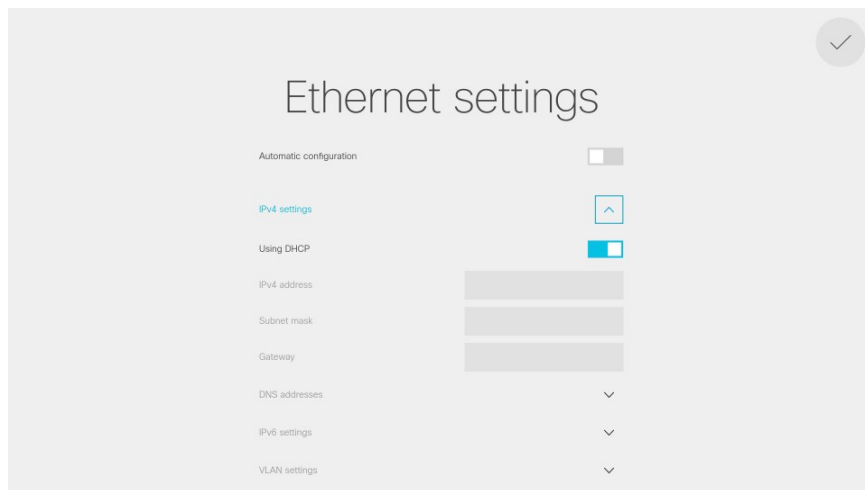 Ethernet settings
Automatic configuration
IPv4 settings
Using DHCP
IPv4 address
Subnet mask
Gateway
DNS addresses
IPv6 settings
VLAN settings